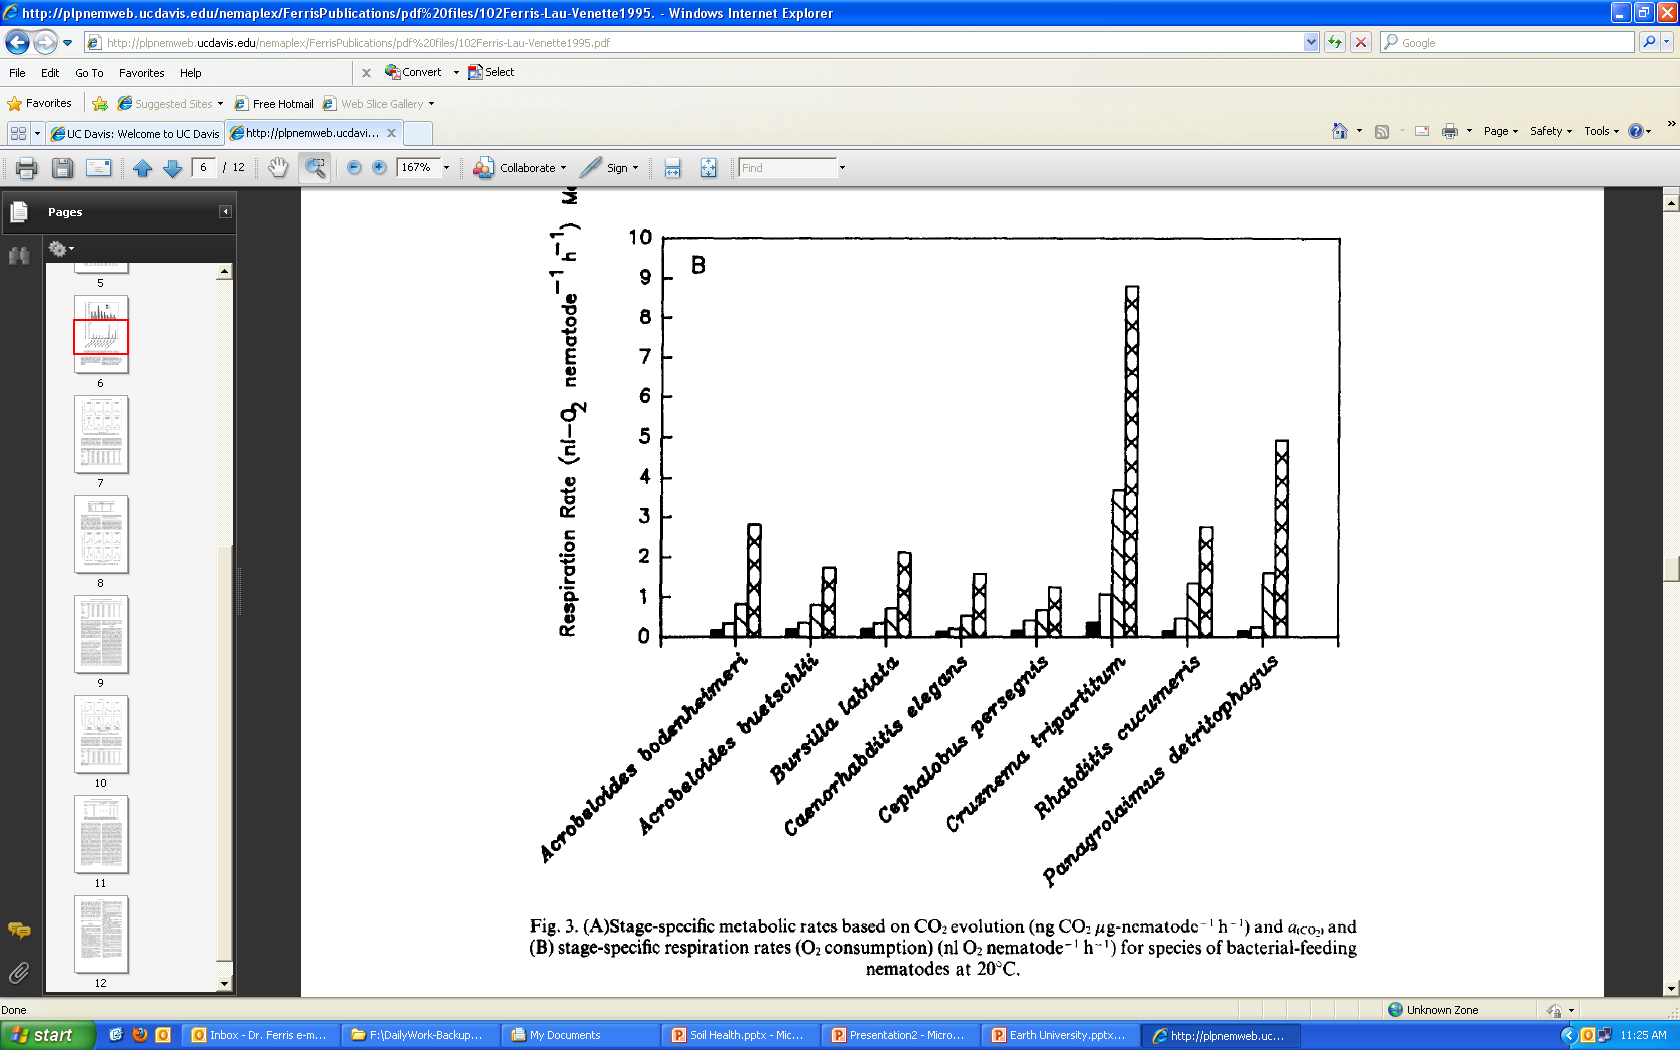 http://plpnemweb.ucdavis.edu/nemaplex/FerrisPublications/pdf%20files/102Ferris-Lau-Venette1995. - Windows Internet Explorer
http://plpnemweb.ucdavis.edu/nemaplex/FerrisPublications/pdf%20files/102Ferris-Lau-Venette1995.pdf
Google
File Edit Go To Favorites Help
x Convert Select
Favorites Suggested Sites Free Hotmail Web Slice Gallery
UC Davis: Welcome to UC Davis http://plpnemweb.ucdavi... X
Page Safety Tools »
6 / 12 167% Collaborate Sign Find
Pages
5
6
7
8
9
10
11
12
Respiration Rate (nl-O2 nematode−1 h−1)
B
10
9
8
7
6
5
4
3
2
1
0
Acrobeloides bodenheimeri
Acrobeloides buetschlii
Bursilla labiata
Caenorhabditis elegans
Cephalobus persegnis
Cruznema tripartitum
Rhabditis cucumeris
Panagrolaimus detritophagus
Fig. 3. (A)Stage-specific metabolic rates based on CO2 evolution (ng CO2 μg-nematode−1 h−1) and a(CO2) and
(B) stage-specific respiration rates (O2 consumption) (nl O2 nematode−1 h−1) for species of bacterial-feeding
nematodes at 20°C.
Done Unknown Zone
start Inbox - Dr. Ferris e-m... F:\DailyWork-Backup... My Documents Soil Health.pptx - Mic... Presentation2 - Micro... Earth University.pptx... http://plpnemweb.uc... 11:25 AM